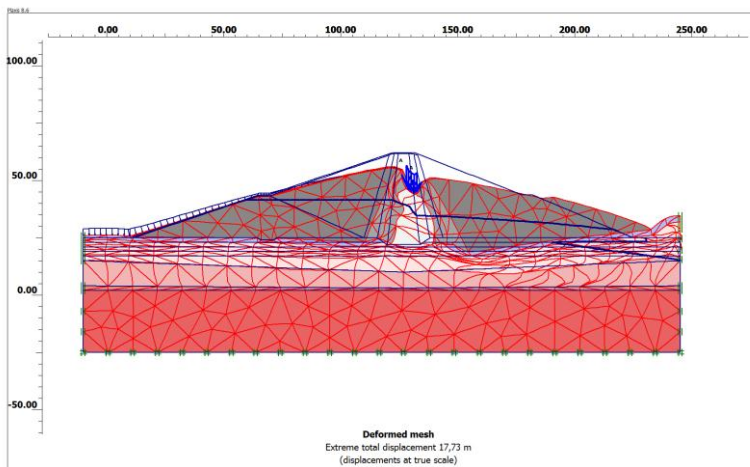 Plaxis 8.6
0.00 50.00 100.00 150.00 200.00 250.00
100.00
50.00
A
0.00
-50.00
Deformed mesh
Extreme total displacement 17,73 m
(displacements at true scale)